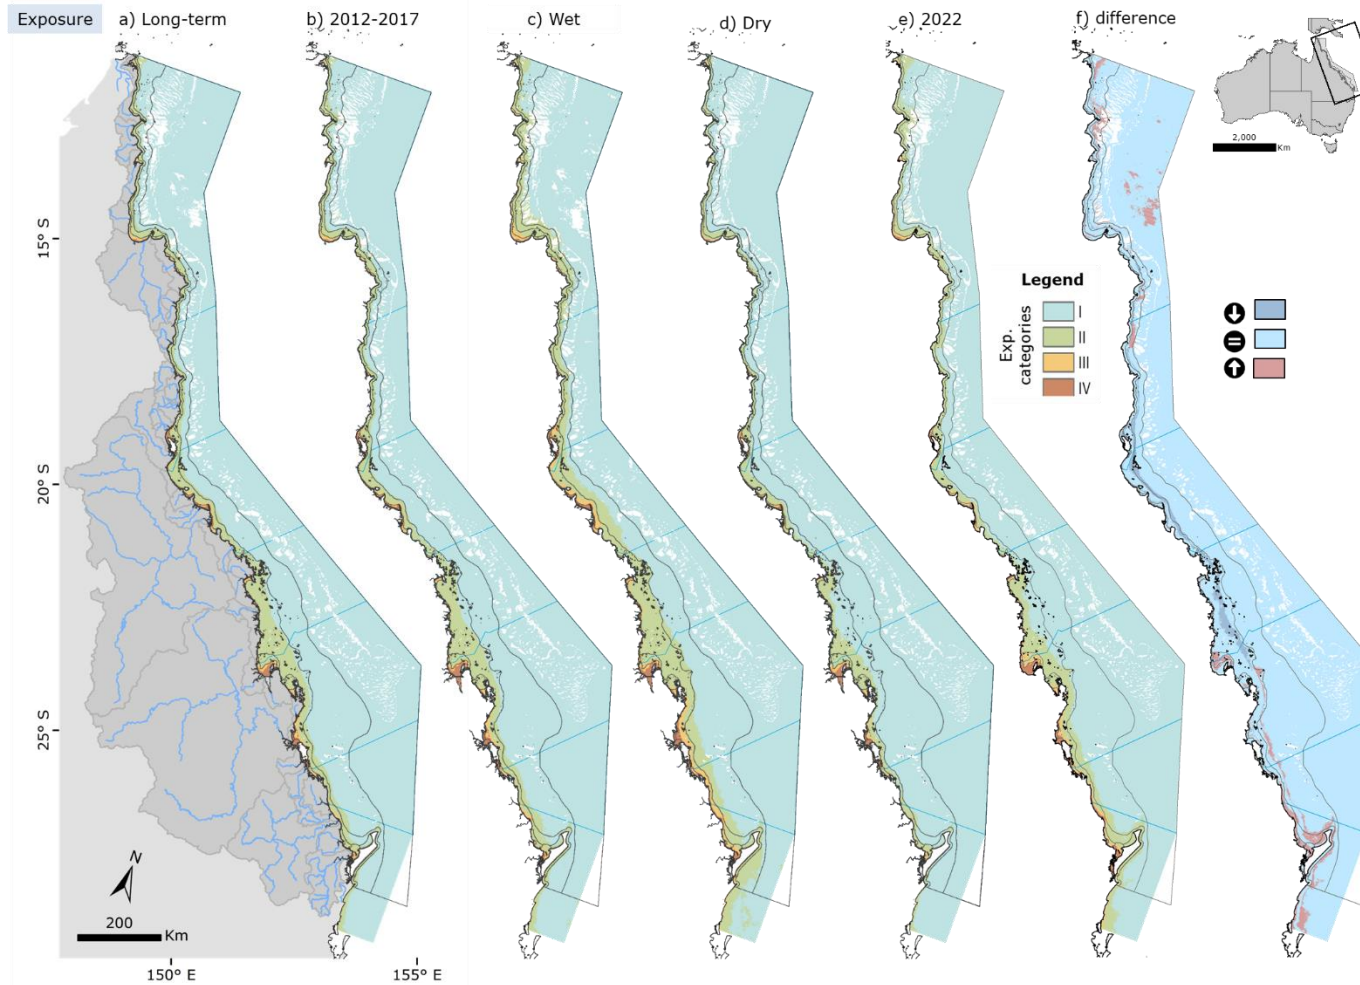 Exposure
a) Long-term
b) 2012-2017
c) Wet
d) Dry
e) 2022
f) difference
2,000
Km
15° S
20° S
25° S
Legend
Exp.
categories
I
II
III
IV
N
200
Km
150° E
155° E